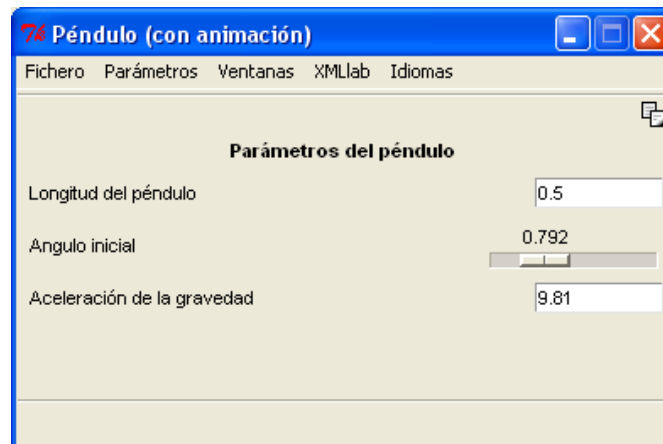 Péndulo (con animación)
Fichero Parámetros Ventanas XMLlab Idiomas
Parámetros del péndulo
Longitud del péndulo 0.5
0.792
Angulo inicial
Aceleración de la gravedad 9.81